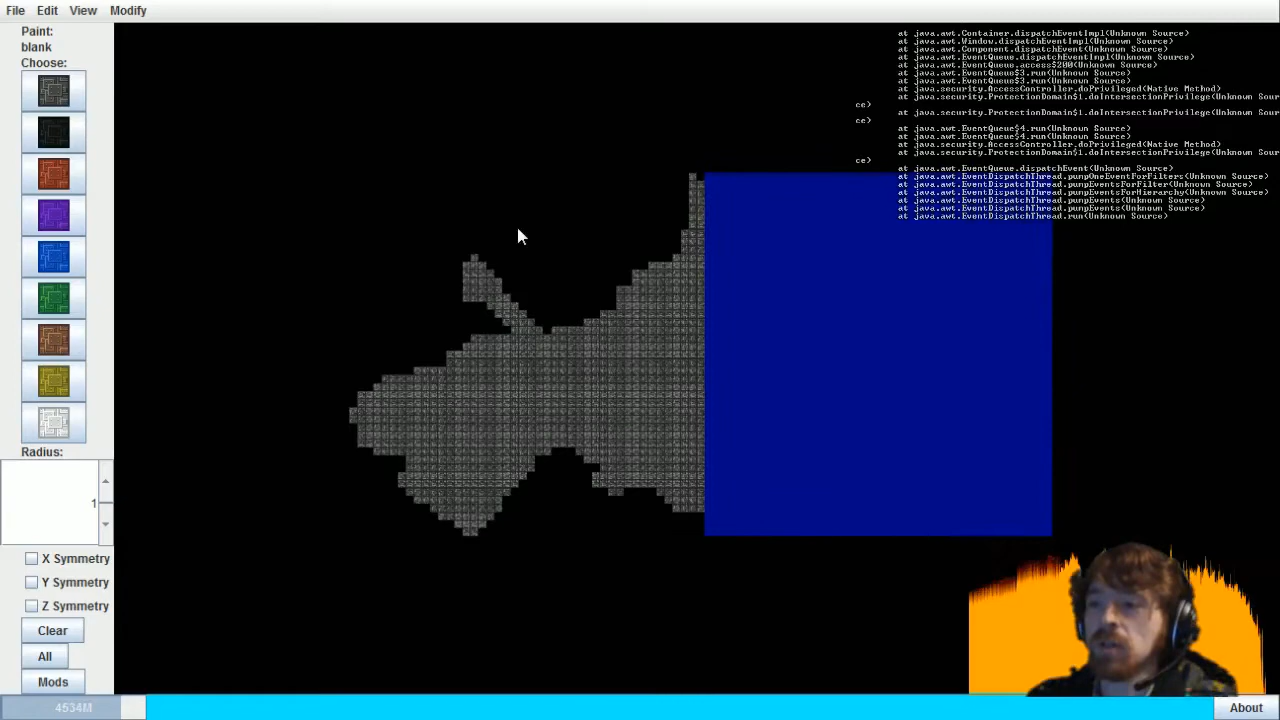 File Edit View Modify
Paint:
blank
Choose:
Radius:
1
X Symmetry
Y Symmetry
Z Symmetry
Clear
All
Mods
4534M
About
at java.awt.Container.dispatchEventImpl(Unknown Source)
at java.awt.Window.dispatchEventImpl(Unknown Source)
at java.awt.Component.dispatchEvent(Unknown Source)
at java.awt.EventQueue.dispatchEventImpl(Unknown Source)
at java.awt.EventQueue.access$200(Unknown Source)
at java.awt.EventQueue$3.run(Unknown Source)
at java.awt.EventQueue$3.run(Unknown Source)
at java.security.AccessController.doPrivileged(Native Method)
at java.security.ProtectionDomain$1.doIntersectionPrivilege(Unknown Sour
ce)
at java.security.ProtectionDomain$1.doIntersectionPrivilege(Unknown Sour
ce)
at java.awt.EventQueue$4.run(Unknown Source)
at java.awt.EventQueue$4.run(Unknown Source)
at java.security.AccessController.doPrivileged(Native Method)
at java.security.ProtectionDomain$1.doIntersectionPrivilege(Unknown Sour
ce)
at java.awt.EventQueue.dispatchEvent(Unknown Source)
at java.awt.EventDispatchThread.pumpOneEventForFilters(Unknown Source)
at java.awt.EventDispatchThread.pumpEventsForFilter(Unknown Source)
at java.awt.EventDispatchThread.pumpEventsForHierarchy(Unknown Source)
at java.awt.EventDispatchThread.pumpEvents(Unknown Source)
at java.awt.EventDispatchThread.pumpEvents(Unknown Source)
at java.awt.EventDispatchThread.run(Unknown Source)